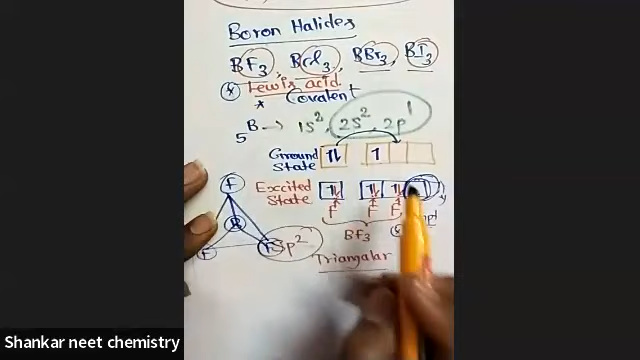 Boron Halides
BF3, BCl3, BBr3, BI3
* Lewis acid
* Covalent
5B → 1s2, 2s2, 2p1
Ground State
Excited State
F F F
F
B
F F
sp2
BF3
Triangular
Shankar neet chemistry